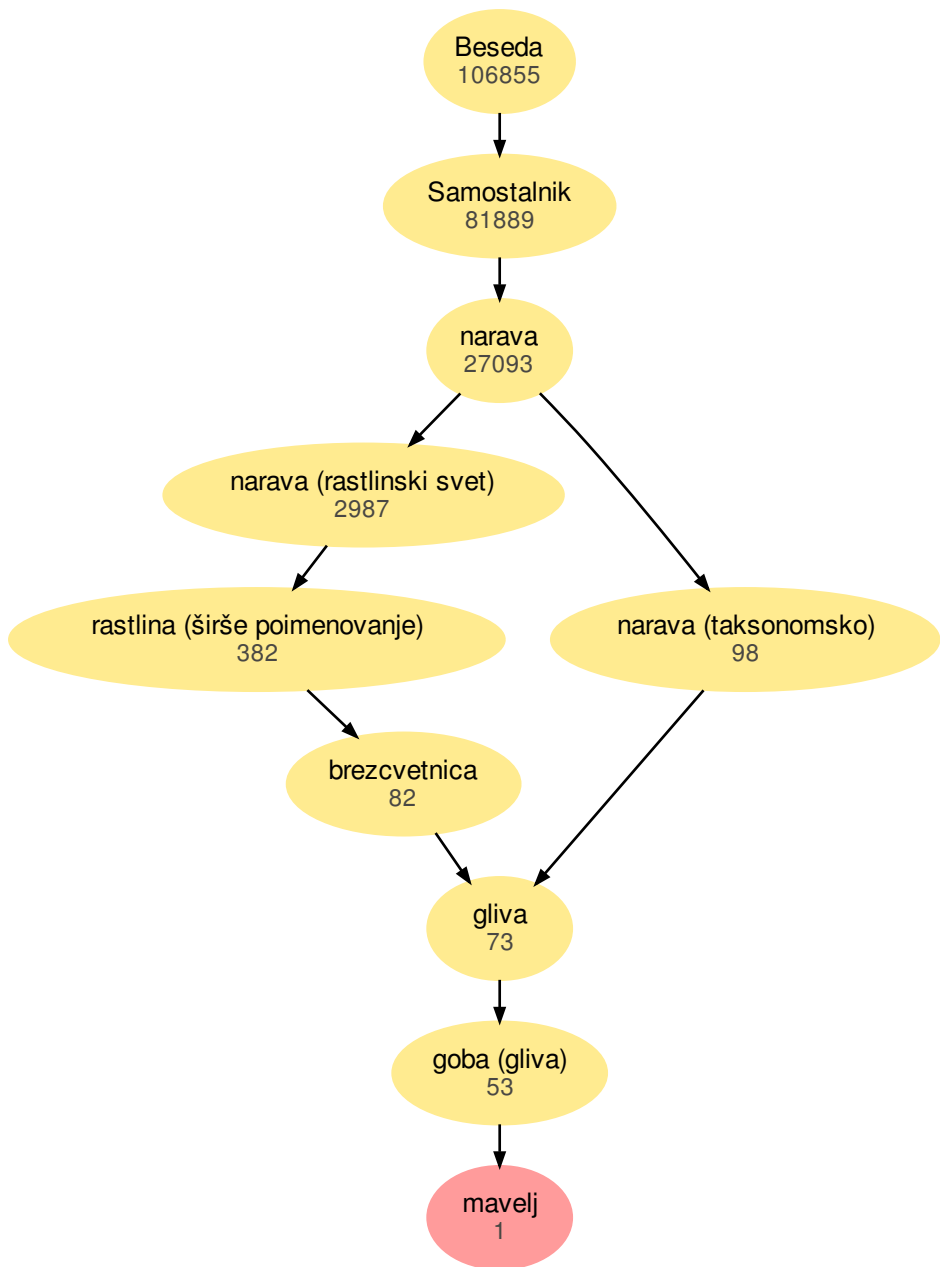 Beseda
106855
Samostalnik
81889
narava
27093
narava (rastlinski svet)
2987
rastlina (širše poimenovanje)
382
narava (taksonomsko)
98
brezcvetnica
82
gliva
73
goba (gliva)
53
mavelj
1